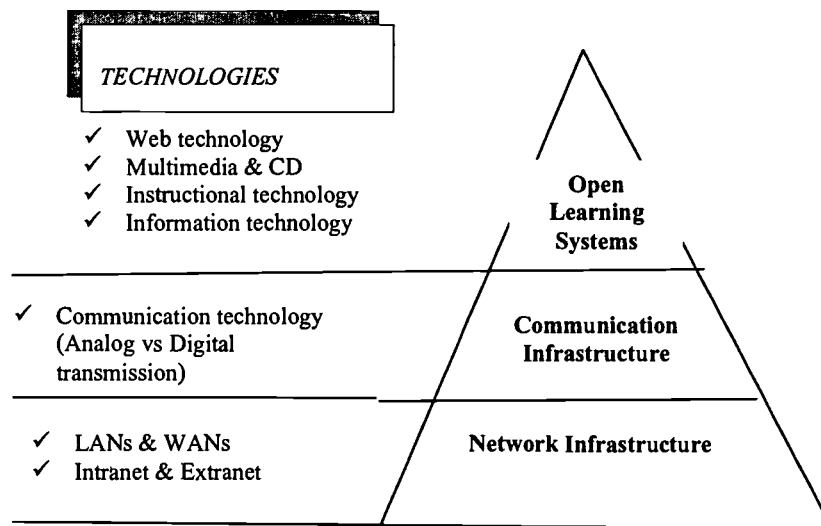 TECHNOLOGIES
✓ Web technology
✓ Multimedia & CD
✓ Instructional technology
✓ Information technology
Open
Learning
Systems
✓ Communication technology
(Analog vs Digital
transmission)
Communication
Infrastructure
✓ LANs & WANs
✓ Intranet & Extranet
Network Infrastructure